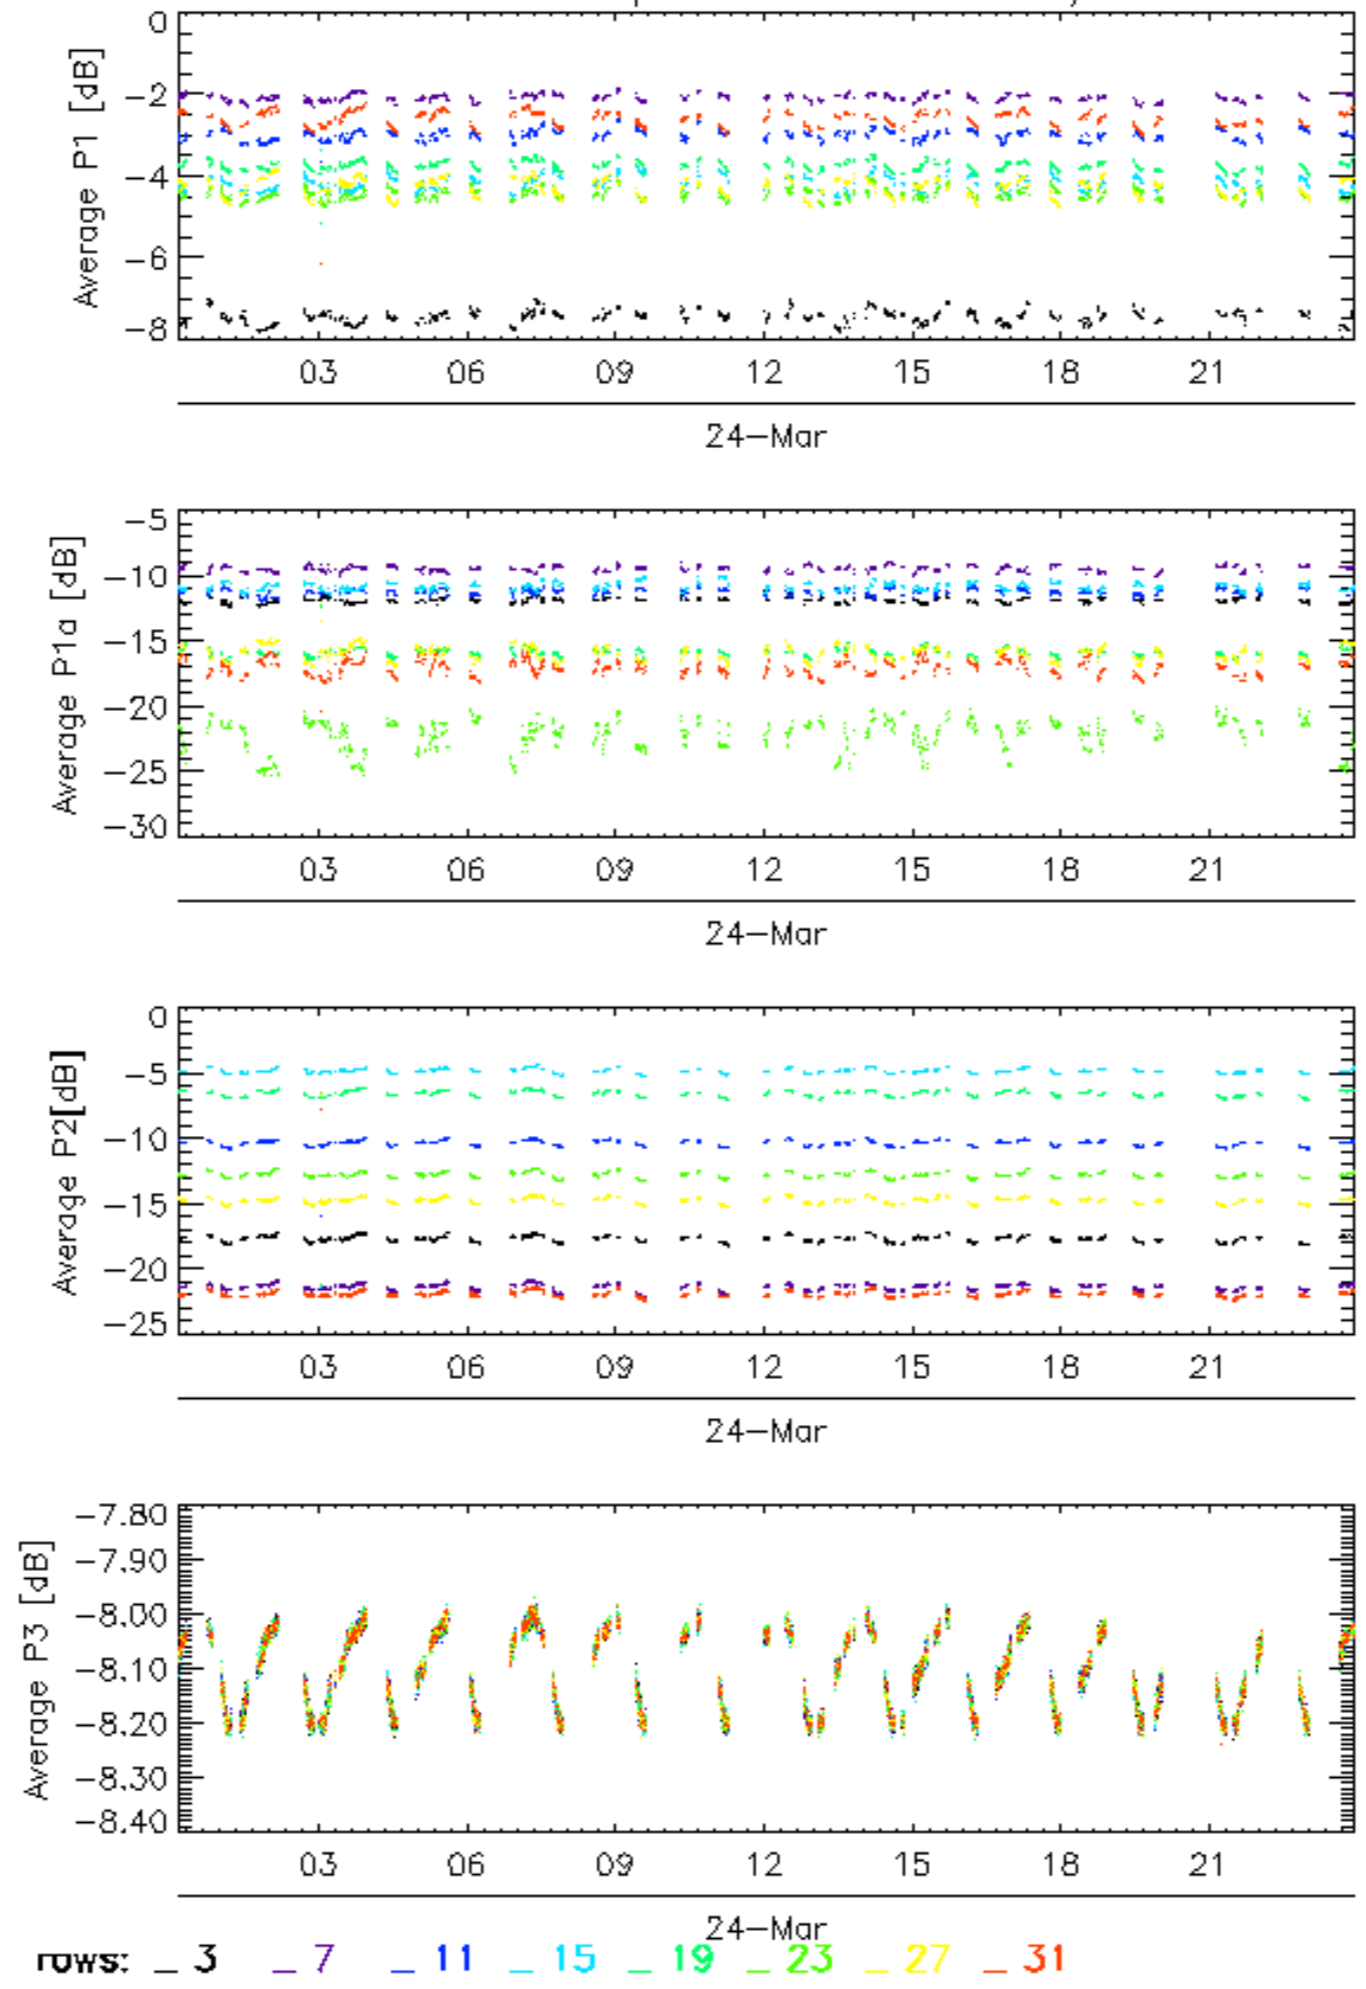 0
-2
-4
-6
-8
Average P1 [dB]
03 06 09 12 15 18 21
24-Mar
-5
-10
-15
-20
-25
-30
Average P1a [dB]
03 06 09 12 15 18 21
24-Mar
0
-5
-10
-15
-20
-25
Average P2[dB]
03 06 09 12 15 18 21
24-Mar
-7.80
-7.90
-8.00
-8.10
-8.20
-8.30
-8.40
Average P3 [dB]
03 06 09 12 15 18 21
24-Mar
rows: _ 3 _ 7 _ 11 _ 15 _ 19 _ 23 _ 27 _ 31